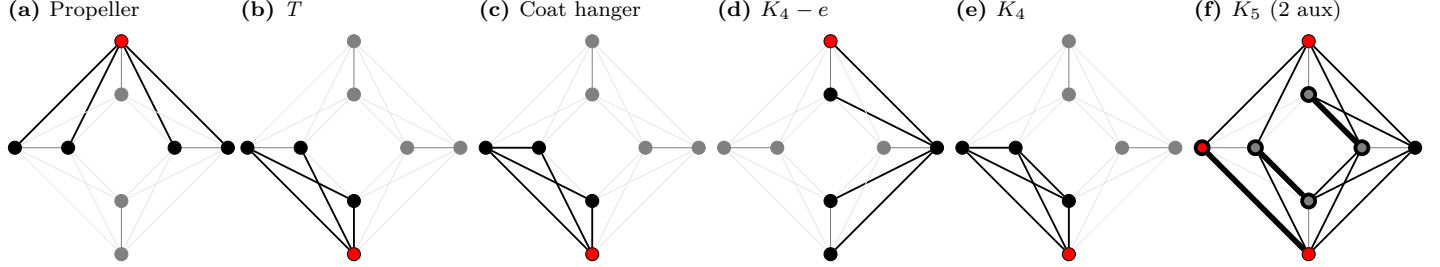 (a) Propeller
(b) T
(c) Coat hanger
(d) K₄ − e
(e) K₄
(f) K₅ (2 aux)